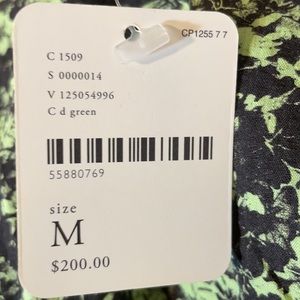 CP1255 7 7
C 1509
S 0000014
V 125054996
C d green
55880769
size
M
$200.00